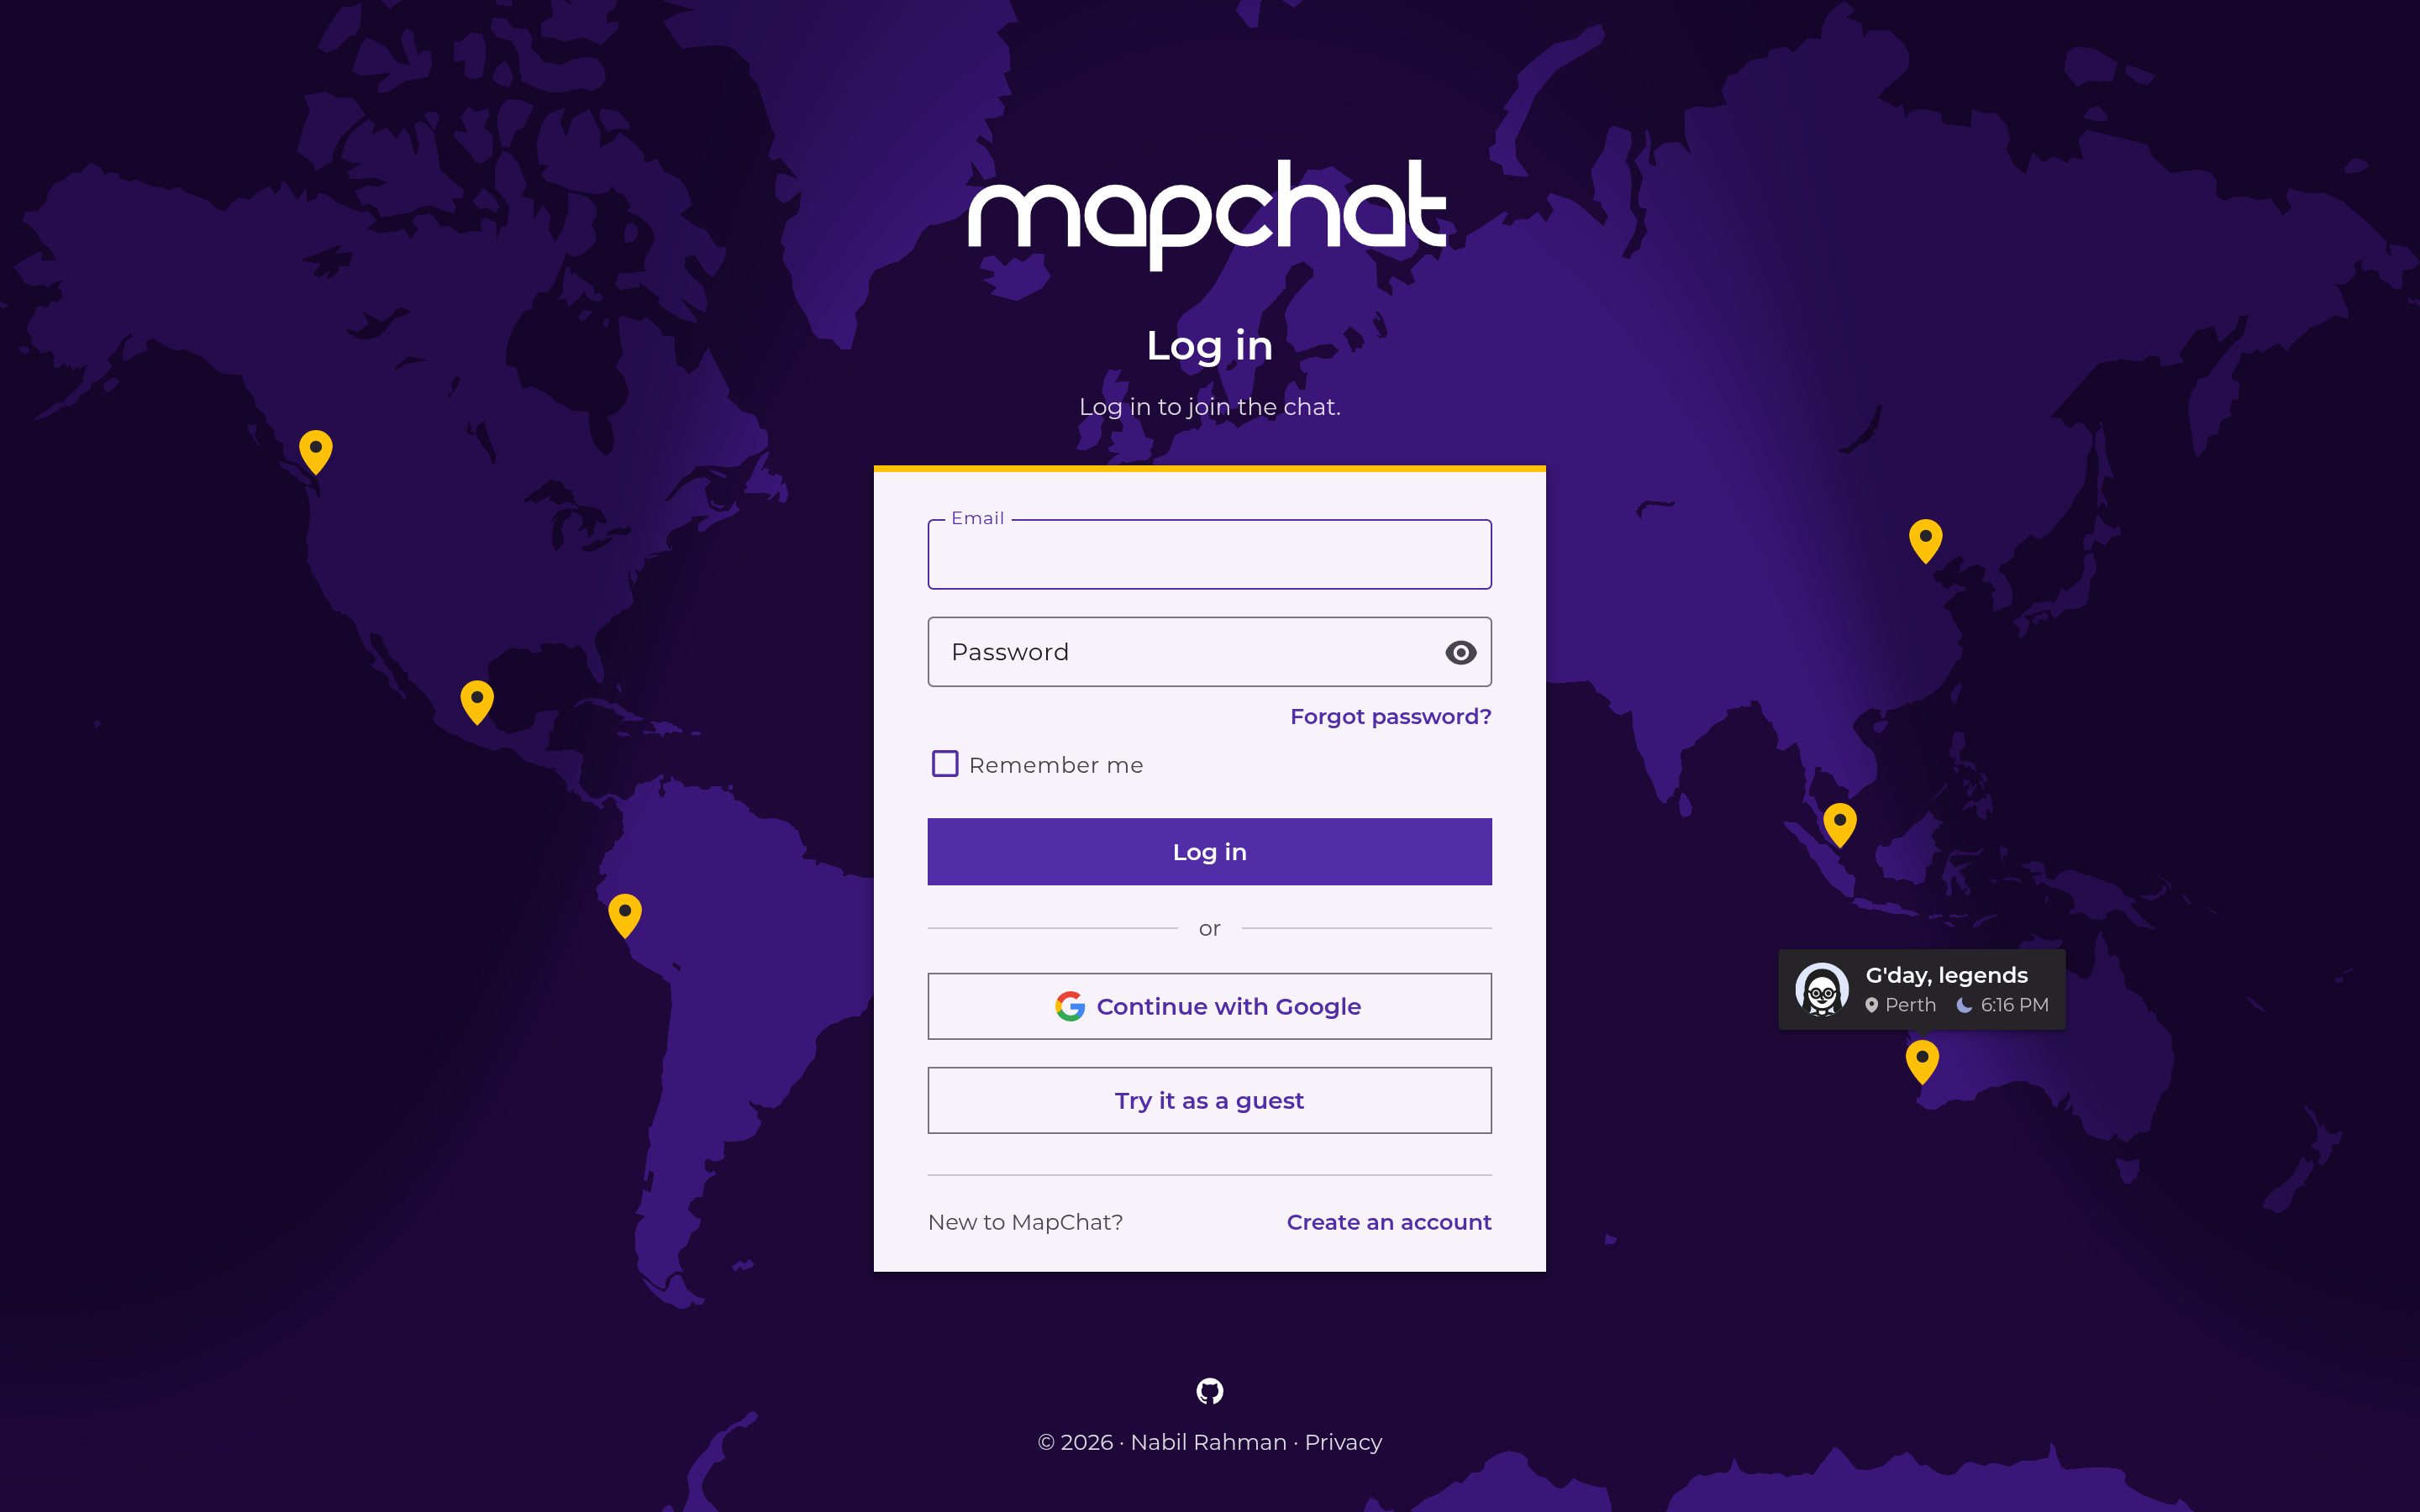 mapchat
Log in
Log in to join the chat.
Email
Password
Forgot password?
Remember me
Log in
or
Continue with Google
Try it as a guest
New to MapChat?
Create an account
G'day, legends
Perth
6:16 PM
© 2026 · Nabil Rahman · Privacy